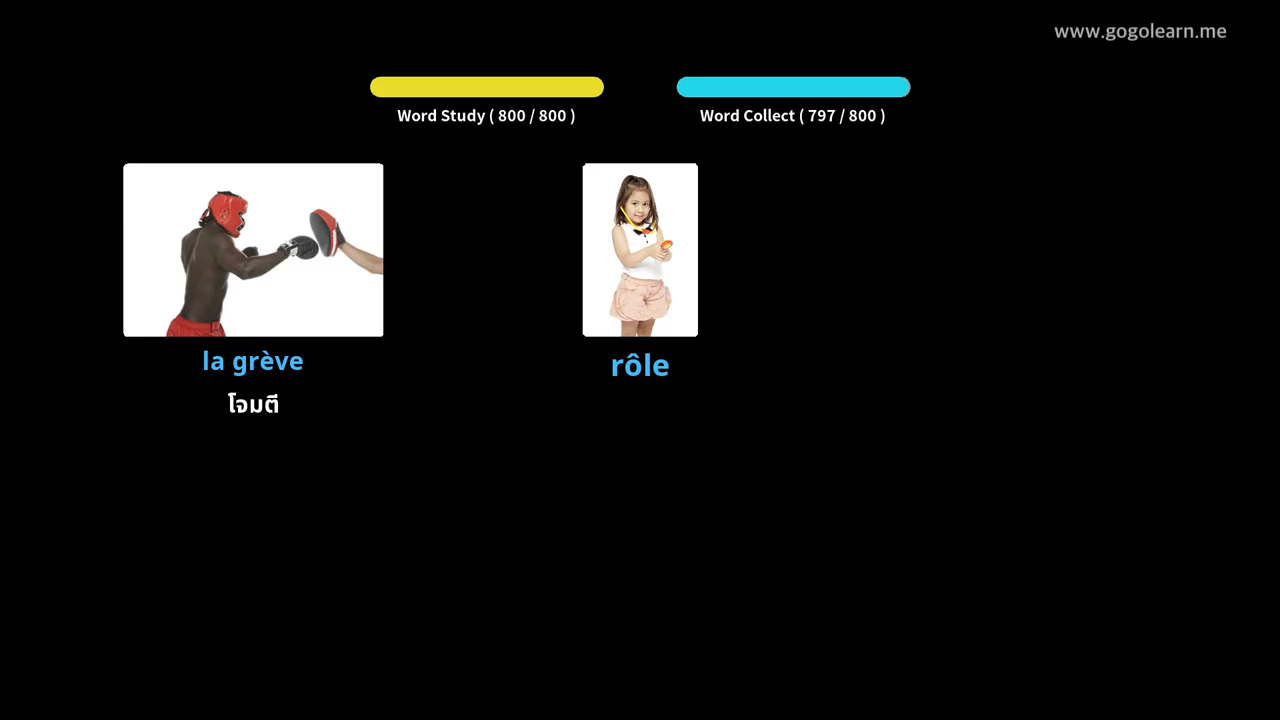 www.gogolearn.me
Word Study ( 800 / 800 )
Word Collect ( 797 / 800 )
la grève
โจมตี
rôle